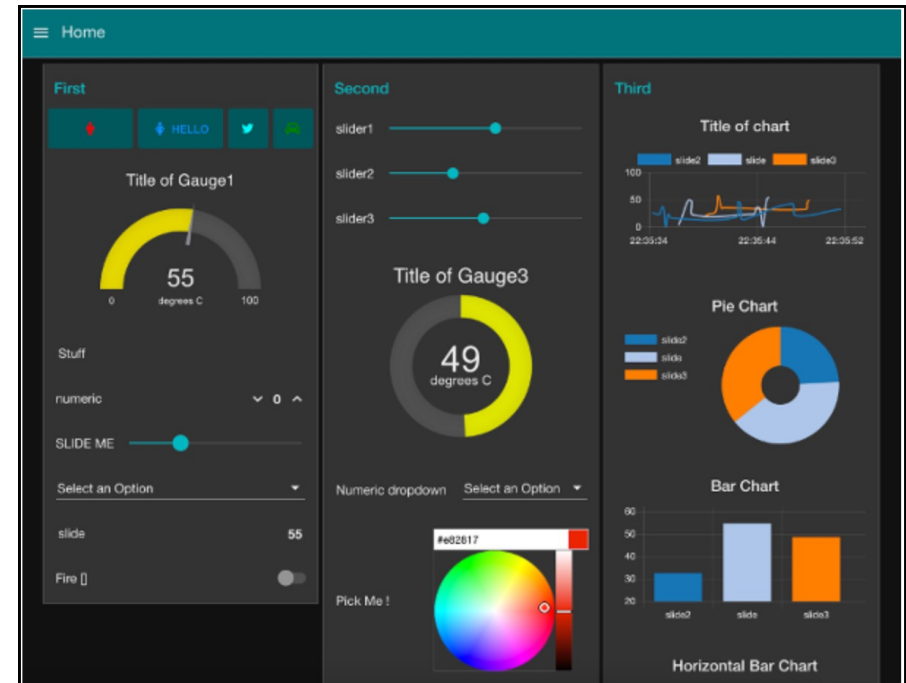 Home
First
HELLO
Title of Gauge1
55
0 degrees C 100
Stuff
numeric 0
SLIDE ME
Select an Option
slide 55
Fire []
Second
slider1
slider2
slider3
Title of Gauge3
49
degrees C
Numeric dropdown Select an Option
#e82817
Pick Me !
Third
Title of chart
slide2 slide slide3
100
50
0
22:35:34 22:35:44 22:35:52
Pie Chart
slide2
slide
slide3
Bar Chart
60
50
40
30
20
slide2 slide slide3
Horizontal Bar Chart